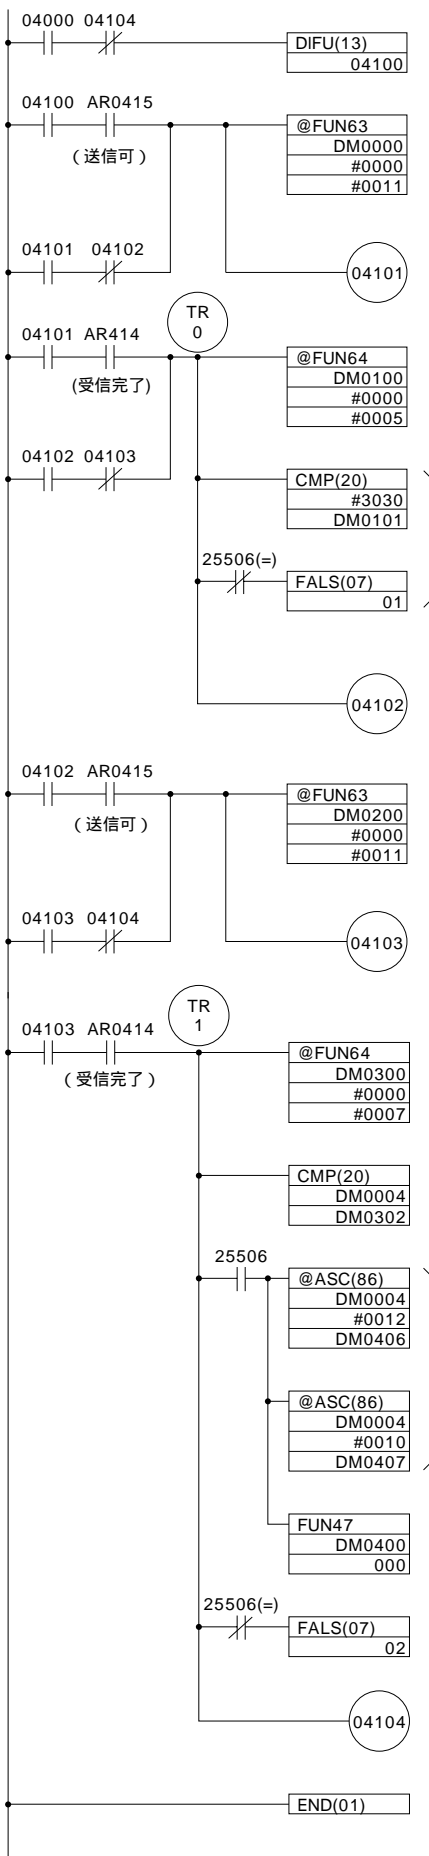 04000 04104
DIFU(13)
04100
04100 AR0415
@FUN63
DM0000
(送信可)
#0000
#0011
04101 04102
04101
TR
0
04101 AR414
@FUN64
(受信完了)
DM0100
#0000
#0005
04102 04103
CMP(20)
#3030
DM0101
25506(=)
FALS(07)
01
04102
04102 AR0415
@FUN63
DM0200
(送信可)
#0000
#0011
04103 04104
04103
TR
1
04103 AR0414
@FUN64
(受信完了)
DM0300
#0000
#0007
CMP(20)
DM0004
DM0302
25506
@ASC(86)
DM0004
#0012
DM0406
@ASC(86)
DM0004
#0010
DM0407
FUN47
DM0400
000
25506(=)
FALS(07)
02
04104
END(01)